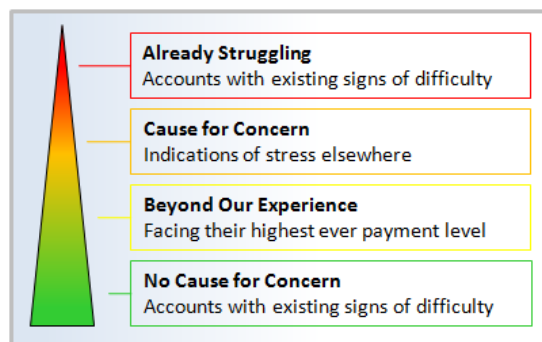 Already Struggling
Accounts with existing signs of difficulty
Cause for Concern
Indications of stress elsewhere
Beyond Our Experience
Facing their highest ever payment level
No Cause for Concern
Accounts with existing signs of difficulty